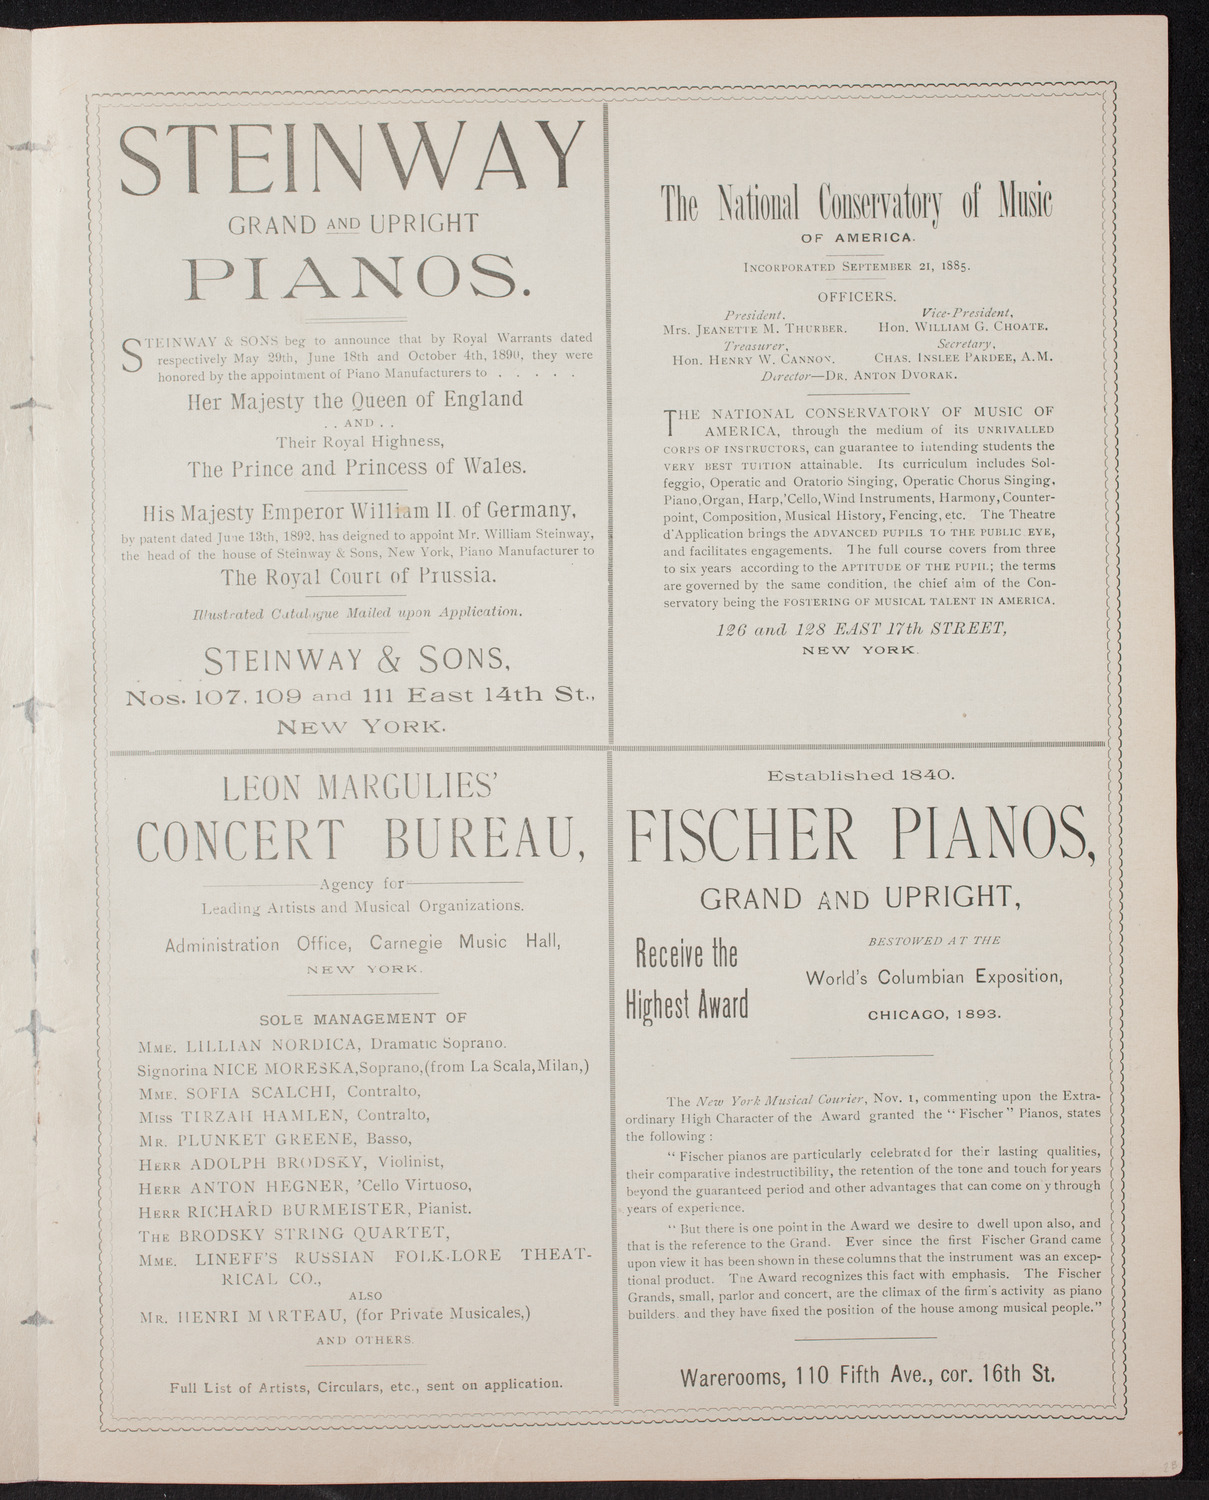 STEINWAY
GRAND AND UPRIGHT
PIANOS.
STEINWAY & SONS beg to announce that by Royal Warrants dated
respectively May 29th, June 18th and October 4th, 1890, they were
honored by the appointment of Piano Manufacturers to . . . . .
Her Majesty the Queen of England
. . AND . .
Their Royal Highness,
The Prince and Princess of Wales.
His Majesty Emperor William II. of Germany,
by patent dated June 13th, 1892, has deigned to appoint Mr. William Steinway,
the head of the house of Steinway & Sons, New York, Piano Manufacturer to
The Royal Court of Prussia.
Illustrated Catalogue Mailed upon Application.
STEINWAY & SONS,
Nos. 107, 109 and 111 East 14th St.,
NEW YORK.
The National Conservatory of Music
OF AMERICA.
INCORPORATED SEPTEMBER 21, 1885.
OFFICERS.
President, Vice-President,
Mrs. JEANETTE M. THURBER. Hon. WILLIAM G. CHOATE.
Treasurer, Secretary,
Hon. HENRY W. CANNON. CHAS. INSLEE PARDEE, A.M.
Director—DR. ANTON DVORAK.
THE NATIONAL CONSERVATORY OF MUSIC OF
AMERICA, through the medium of its UNRIVALLED
CORPS OF INSTRUCTORS, can guarantee to intending students the
VERY BEST TUITION attainable. Its curriculum includes Sol-
feggio, Operatic and Oratorio Singing, Operatic Chorus Singing,
Piano, Organ, Harp, 'Cello, Wind Instruments, Harmony, Counter-
point, Composition, Musical History, Fencing, etc. The Theatre
d'Application brings the ADVANCED PUPILS TO THE PUBLIC EYE,
and facilitates engagements. The full course covers from three
to six years according to the APTITUDE OF THE PUPIL; the terms
are governed by the same condition, the chief aim of the Con-
servatory being the FOSTERING OF MUSICAL TALENT IN AMERICA.
126 and 128 EAST 17th STREET,
NEW YORK.
LEON MARGULIES'
CONCERT BUREAU,
Agency for
Leading Artists and Musical Organizations.
Administration Office, Carnegie Music Hall,
NEW YORK.
SOLE MANAGEMENT OF
MME. LILLIAN NORDICA, Dramatic Soprano.
Signorina NICE MORESKA, Soprano, (from La Scala, Milan,)
MME. SOFIA SCALCHI, Contralto,
MISS TIRZAH HAMLEN, Contralto,
MR. PLUNKET GREENE, Basso,
HERR ADOLPH BRODSKY, Violinist,
HERR ANTON HEGNER, 'Cello Virtuoso,
HERR RICHARD BURMEISTER, Pianist.
THE BRODSKY STRING QUARTET,
MME. LINEFF'S RUSSIAN FOLK-LORE THEAT-
RICAL CO.,
ALSO
MR. HENRI MARTEAU, (for Private Musicales,)
AND OTHERS.
Full List of Artists, Circulars, etc., sent on application.
Established 1840.
FISCHER PIANOS,
GRAND AND UPRIGHT,
Receive the
Highest Award
BESTOWED AT THE
World's Columbian Exposition,
CHICAGO, 1893.
The New York Musical Courier, Nov. 1, commenting upon the Extra-
ordinary High Character of the Award granted the "Fischer" Pianos, states
the following:
"Fischer pianos are particularly celebrated for their lasting qualities,
their comparative indestructibility, the retention of the tone and touch for years
beyond the guaranteed period and other advantages that can come on y through
years of experience.
"But there is one point in the Award we desire to dwell upon also, and
that is the reference to the Grand. Ever since the first Fischer Grand came
upon view it has been shown in these columns that the instrument was an excep-
tional product. The Award recognizes this fact with emphasis. The Fischer
Grands, small, parlor and concert, are the climax of the firm's activity as piano
builders. and they have fixed the position of the house among musical people."
Warerooms, 110 Fifth Ave., cor. 16th St.